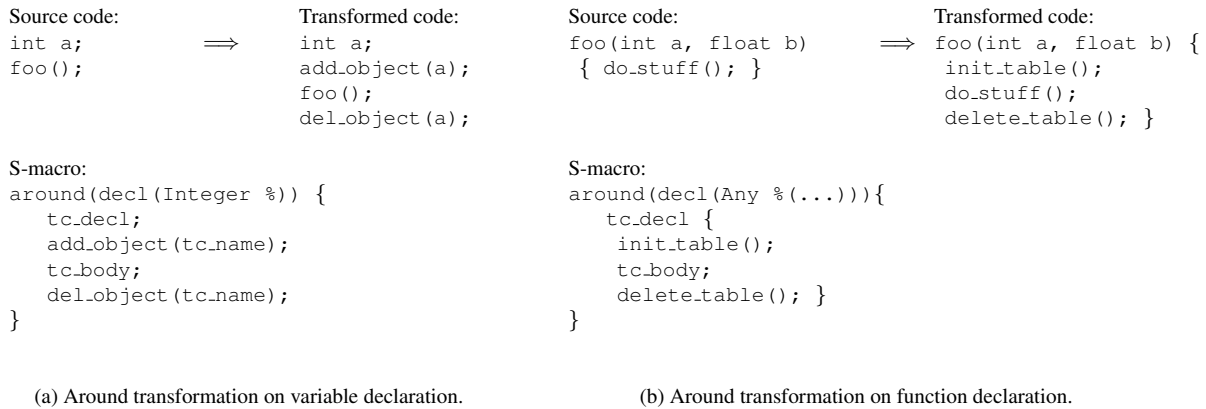 Source code: Transformed code:
int a; ⟹ int a;
foo(); add_object(a);
foo();
del_object(a);
S-macro:
around(decl(Integer %)) {
tc_decl;
add_object(tc_name);
tc_body;
del_object(tc_name);
}
(a) Around transformation on variable declaration.
Source code: Transformed code:
foo(int a, float b) ⟹ foo(int a, float b) {
{ do_stuff(); } init_table();
do_stuff();
delete_table(); }
S-macro:
around(decl(Any %(...))){
tc_decl {
init_table();
tc_body;
delete_table(); }
}
(b) Around transformation on function declaration.